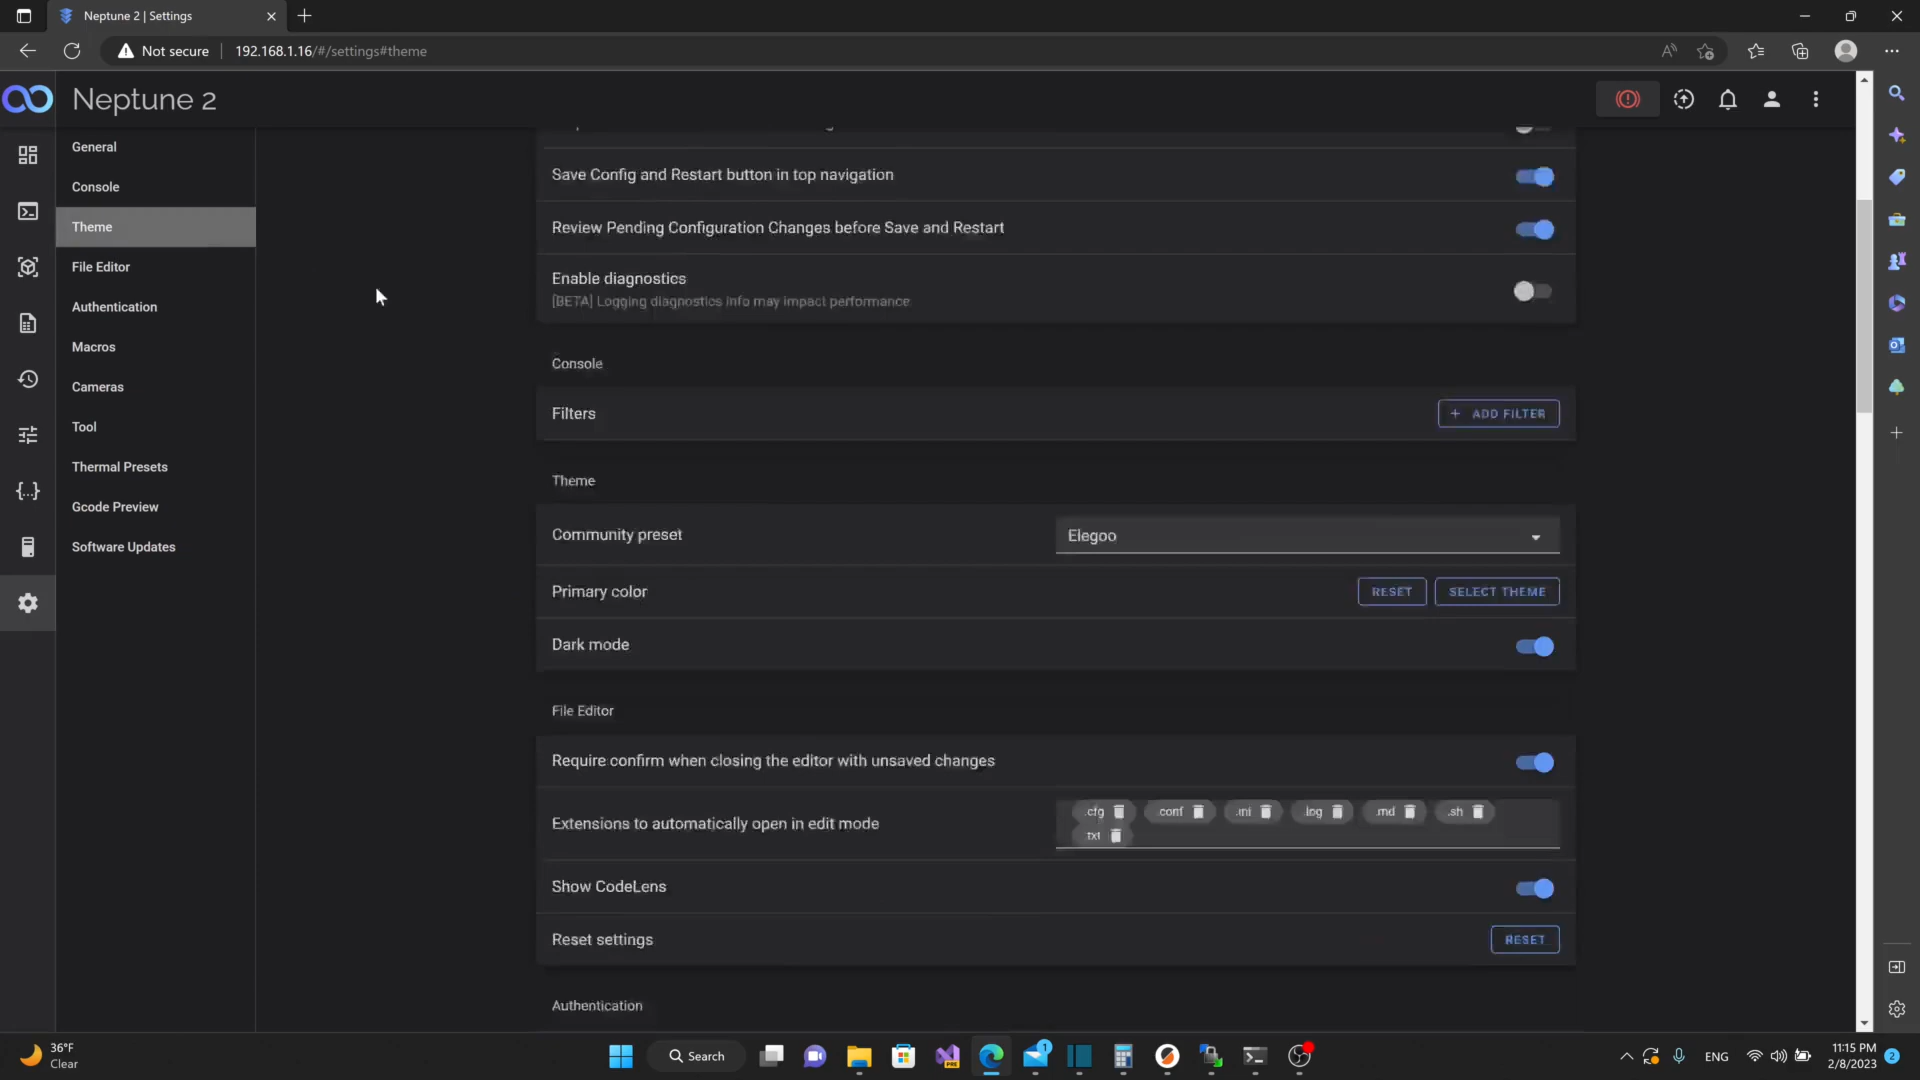 Neptune 2 | Settings
Not secure
192.168.1.16/#/settings#theme
Neptune 2
General
Console
Theme
File Editor
Authentication
Macros
Cameras
Tool
Thermal Presets
Gcode Preview
Software Updates
Save Config and Restart button in top navigation
Review Pending Configuration Changes before Save and Restart
Enable diagnostics
[BETA] Logging diagnostics info may impact performance
Console
Filters
+ ADD FILTER
Theme
Community preset
Elegoo
Primary color
RESET
SELECT THEME
Dark mode
File Editor
Require confirm when closing the editor with unsaved changes
Extensions to automatically open in edit mode
.cfg .conf .ini .log .md .sh
.txt
Show CodeLens
Reset settings
RESET
Authentication
36°F
Clear
Search
1
PRE
ENG
11:15 PM
2/8/2023
2